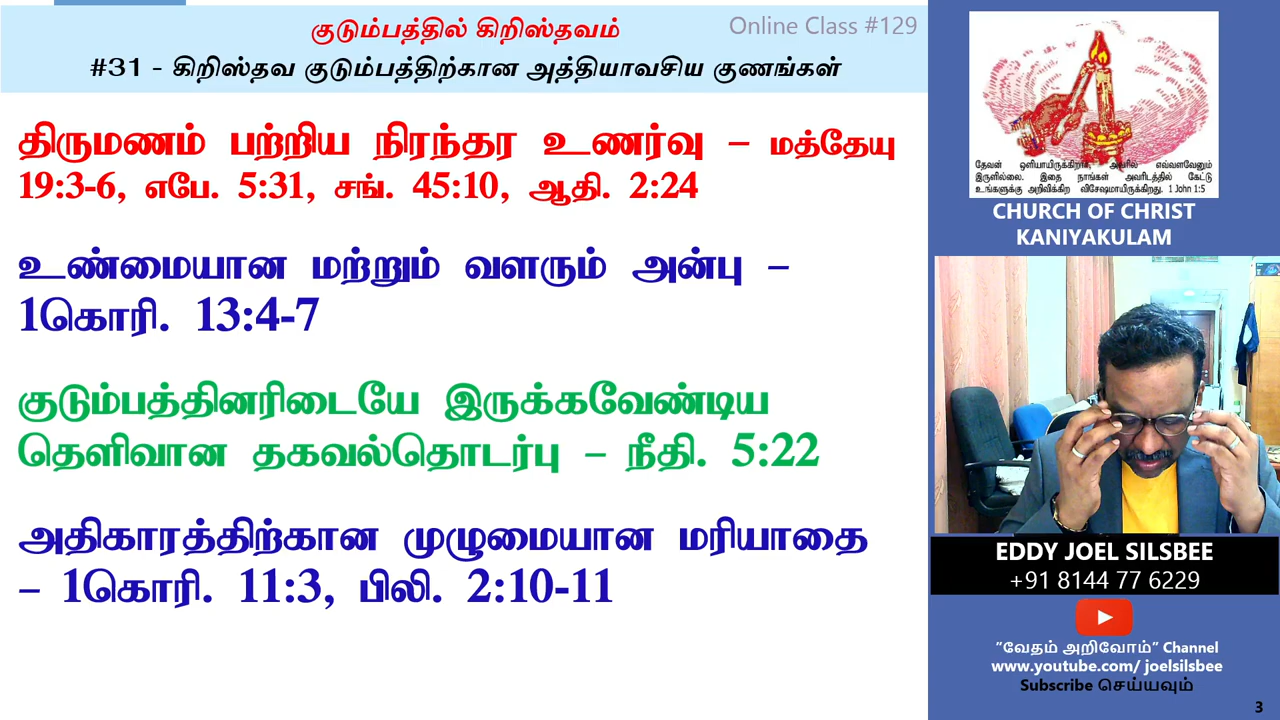 குடும்பத்தில் கிறிஸ்தவம்
Online Class #129
#31 - கிறிஸ்தவ குடும்பத்திற்கான அத்தியாவசிய குணங்கள்
திருமணம் பற்றிய நிரந்தர உணர்வு – மத்தேயு
19:3-6, எபே. 5:31, சங். 45:10, ஆதி. 2:24
உண்மையான மற்றும் வளரும் அன்பு –
1கொரி. 13:4-7
குடும்பத்தினரிடையே இருக்கவேண்டிய
தெளிவான தகவல்தொடர்பு – நீதி. 5:22
அதிகாரத்திற்கான முழுமையான மரியாதை
– 1கொரி. 11:3, பிலி. 2:10-11
தேவன் ஒளியாயிருக்கிறார், அவரில் எவ்வளவேனும்
இருளில்லை. இதை நாங்கள் அவரிடத்தில் கேட்டு
உங்களுக்கு அறிவிக்கிற விசேஷமாயிருக்கிறது. 1 John 1:5
CHURCH OF CHRIST
KANIYAKULAM
EDDY JOEL SILSBEE
+91 8144 77 6229
"வேதம் அறிவோம்" Channel
www.youtube.com/ joelsilsbee
Subscribe செய்யவும்
3